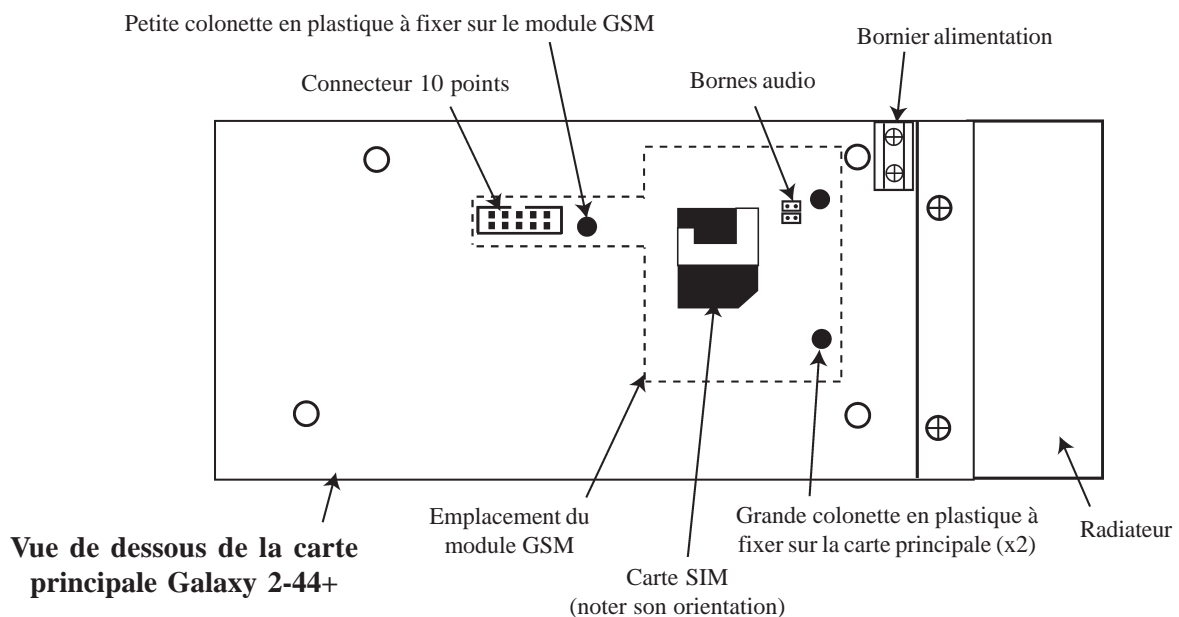 Petite colonette en plastique à fixer sur le module GSM
Bornier alimentation
Connecteur 10 points
Bornes audio
Emplacement du
module GSM
Grande colonette en plastique à
fixer sur la carte principale (x2)
Radiateur
Vue de dessous de la carte
principale Galaxy 2-44+
Carte SIM
(noter son orientation)